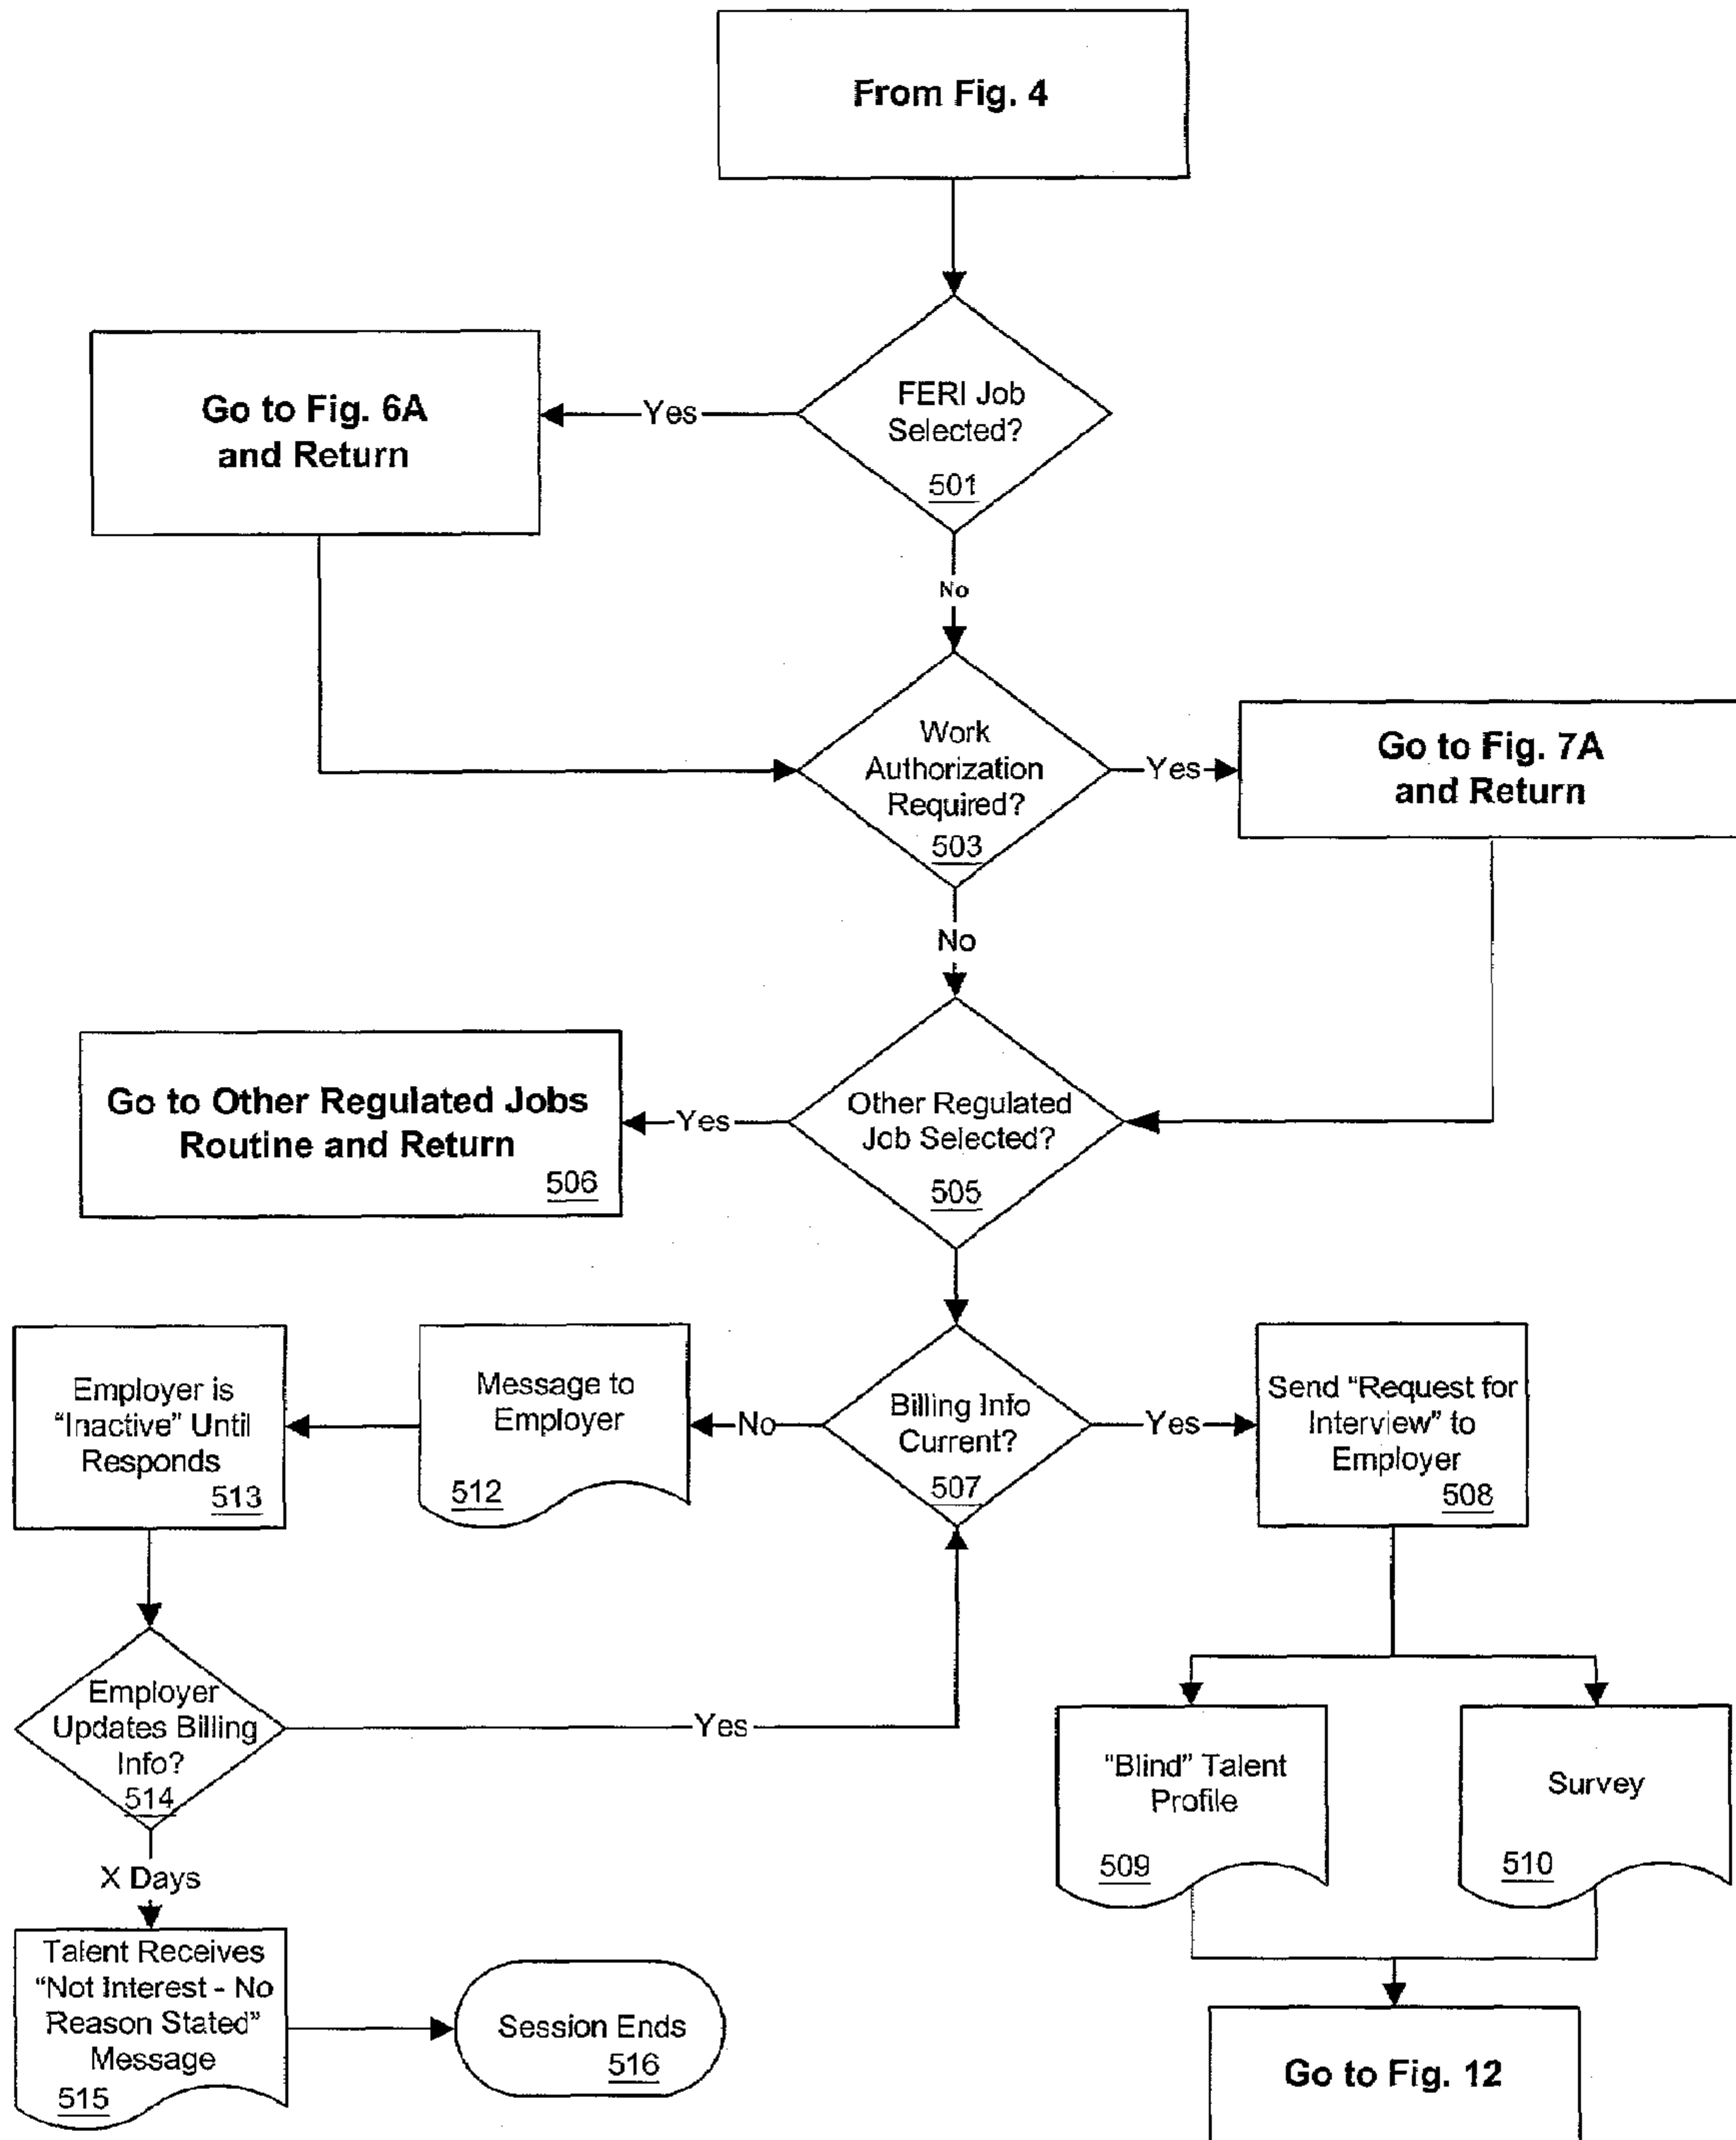 From Fig. 4
FERI Job
Selected?
501
Yes
Go to Fig. 6A
and Return
No
Work
Authorization
Required?
503
Yes
Go to Fig. 7A
and Return
No
Other Regulated
Job Selected?
505
Yes
Go to Other Regulated Jobs
Routine and Return
506
Billing Info
Current?
507
Yes
Send "Request for
Interview" to
Employer
508
No
Message to
Employer
512
Employer is
"Inactive" Until
Responds
513
Employer
Updates Billing
Info?
514
Yes
"Blind" Talent
Profile
509
Survey
510
X Days
Talent Receives
"Not Interest - No
Reason Stated"
Message
515
Session Ends
516
Go to Fig. 12